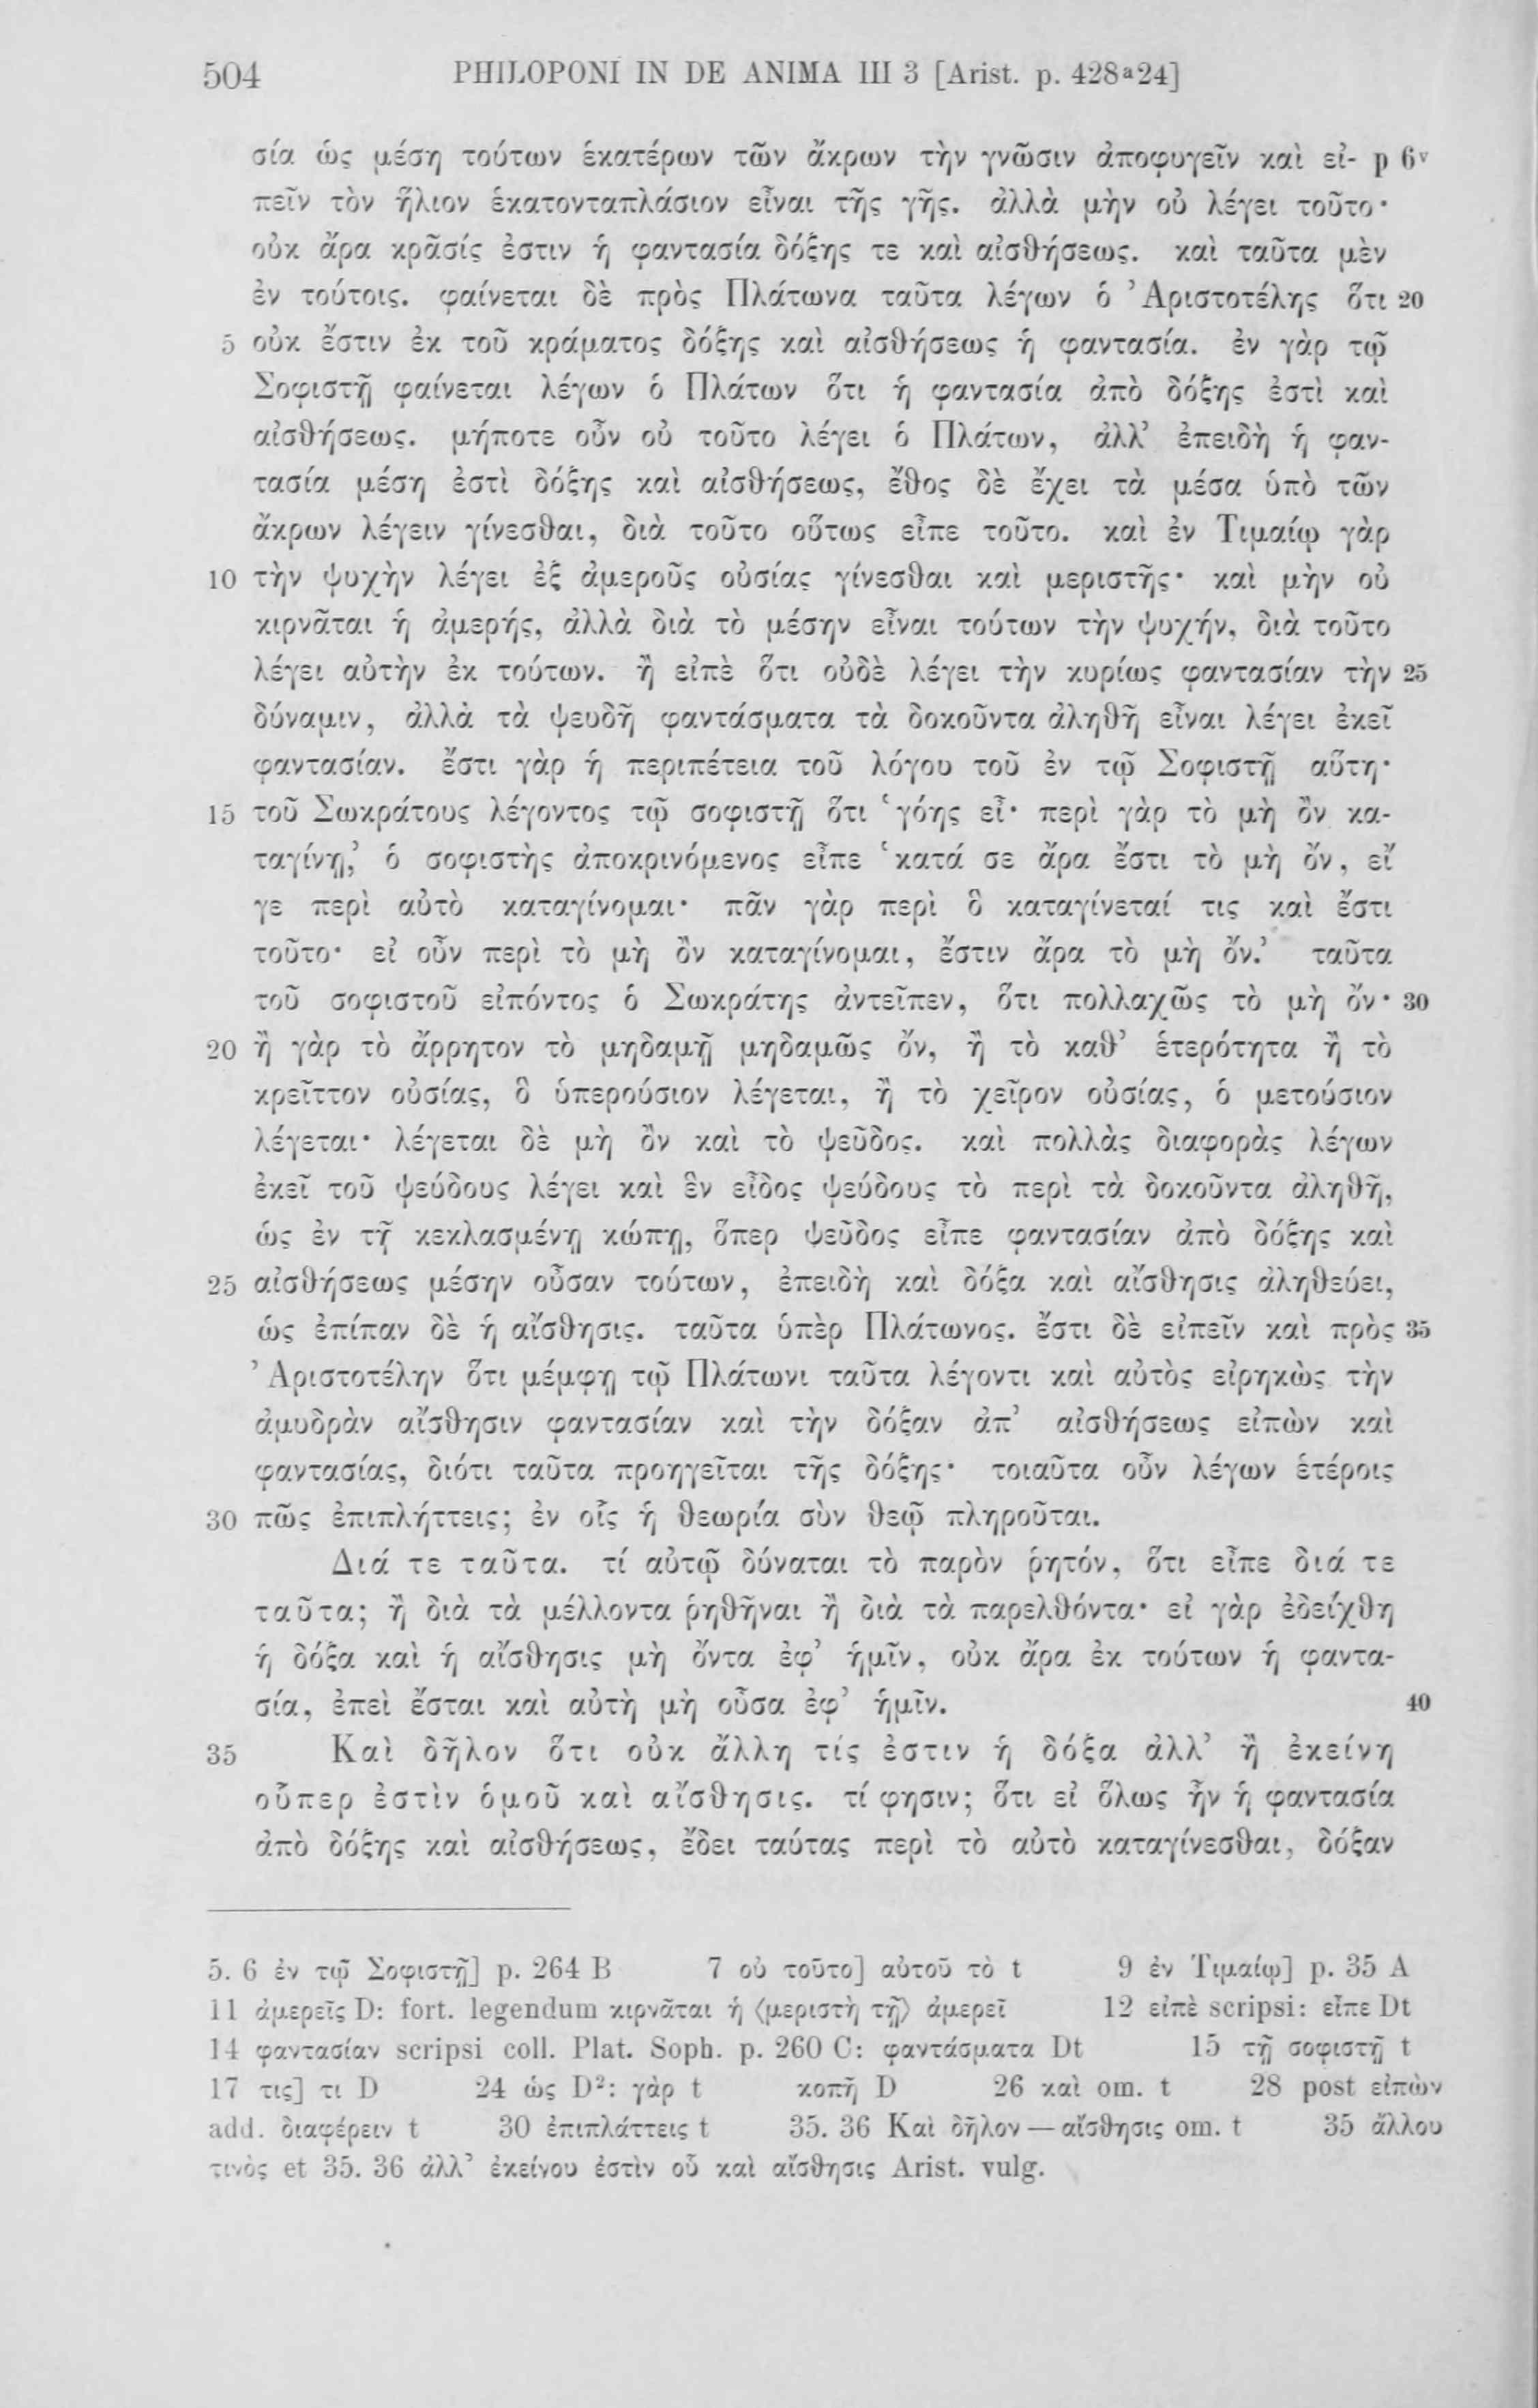 504 PHILOPONI IN DE ANIMA III 3 [Arist. p. 428ᵃ24]
σία ὡς μέση τούτων ἑκατέρων τῶν ἄκρων τὴν γνῶσιν ἀποφυγεῖν καὶ εἰ- p 6ᵛ
πεῖν τὸν ἥλιον ἑκατονταπλάσιον εἶναι τῆς γῆς. ἀλλὰ μὴν οὐ λέγει τοῦτο·
οὐκ ἄρα κρᾶσίς ἐστιν ἡ φαντασία δόξης τε καὶ αἰσθήσεως. καὶ ταῦτα μὲν
ἐν τούτοις. φαίνεται δὲ πρὸς Πλάτωνα ταῦτα λέγων ὁ Ἀριστοτέλης ὅτι 20
5 οὐκ ἔστιν ἐκ τοῦ κράματος δόξης καὶ αἰσθήσεως ἡ φαντασία. ἐν γὰρ τῷ
Σοφιστῇ φαίνεται λέγων ὁ Πλάτων ὅτι ἡ φαντασία ἀπὸ δόξης ἐστὶ καὶ
αἰσθήσεως. μήποτε οὖν οὐ τοῦτο λέγει ὁ Πλάτων, ἀλλ’ ἐπειδὴ ἡ φαν-
τασία μέση ἐστὶ δόξης καὶ αἰσθήσεως, ἔθος δὲ ἔχει τὰ μέσα ὑπὸ τῶν
ἄκρων λέγειν γίνεσθαι, διὰ τοῦτο οὕτως εἶπε τοῦτο. καὶ ἐν Τιμαίῳ γὰρ
10 τὴν ψυχὴν λέγει ἐξ ἀμεροῦς οὐσίας γίνεσθαι καὶ μεριστῆς· καὶ μὴν οὐ
κιρνᾶται ἡ ἀμερής, ἀλλὰ διὰ τὸ μέσην εἶναι τούτων τὴν ψυχήν, διὰ τοῦτο
λέγει αὐτὴν ἐκ τούτων. ἢ εἰπὲ ὅτι οὐδὲ λέγει τὴν κυρίως φαντασίαν τὴν 25
δύναμιν, ἀλλὰ τὰ ψευδῆ φαντάσματα τὰ δοκοῦντα ἀληθῆ εἶναι λέγει ἐκεῖ
φαντασίαν. ἔστι γὰρ ἡ περιπέτεια τοῦ λόγου τοῦ ἐν τῷ Σοφιστῇ αὕτη·
15 τοῦ Σωκράτους λέγοντος τῷ σοφιστῇ ὅτι ‘γόης εἶ· περὶ γὰρ τὸ μὴ ὂν κα-
ταγίνῃ,’ ὁ σοφιστὴς ἀποκρινόμενος εἶπε ‘κατά σε ἄρα ἔστι τὸ μὴ ὄν, εἴ
γε περὶ αὐτὸ καταγίνομαι· πᾶν γὰρ περὶ ὃ καταγίνεταί τις καὶ ἔστι
τοῦτο· εἰ οὖν περὶ τὸ μὴ ὂν καταγίνομαι, ἔστιν ἄρα τὸ μὴ ὄν.’ ταῦτα
τοῦ σοφιστοῦ εἰπόντος ὁ Σωκράτης ἀντεῖπεν, ὅτι πολλαχῶς τὸ μὴ ὄν· 30
20 ἢ γὰρ τὸ ἄρρητον τὸ μηδαμῇ μηδαμῶς ὄν, ἢ τὸ καθ’ ἑτερότητα ἢ τὸ
κρεῖττον οὐσίας, ὃ ὑπερούσιον λέγεται, ἢ τὸ χεῖρον οὐσίας, ὁ μετούσιον
λέγεται· λέγεται δὲ μὴ ὂν καὶ τὸ ψεῦδος. καὶ πολλὰς διαφορὰς λέγων
ἐκεῖ τοῦ ψεύδους λέγει καὶ ἓν εἶδος ψεύδους τὸ περὶ τὰ δοκοῦντα ἀληθῆ,
ὡς ἐν τῇ κεκλασμένῃ κώπῃ, ὅπερ ψεῦδος εἶπε φαντασίαν ἀπὸ δόξης καὶ
25 αἰσθήσεως μέσην οὖσαν τούτων, ἐπειδὴ καὶ δόξα καὶ αἴσθησις ἀληθεύει,
ὡς ἐπίπαν δὲ ἡ αἴσθησις. ταῦτα ὑπὲρ Πλάτωνος. ἔστι δὲ εἰπεῖν καὶ πρὸς 35
Ἀριστοτέλην ὅτι μέμφῃ τῷ Πλάτωνι ταῦτα λέγοντι καὶ αὐτὸς εἰρηκὼς τὴν
ἀμυδρὰν αἴσθησιν φαντασίαν καὶ τὴν δόξαν ἀπ’ αἰσθήσεως εἰπὼν καὶ
φαντασίας, διότι ταῦτα προηγεῖται τῆς δόξης· τοιαῦτα οὖν λέγων ἑτέροις
30 πῶς ἐπιπλήττεις; ἐν οἷς ἡ θεωρία σὺν θεῷ πληροῦται.
Διά τε ταῦτα. τί αὐτῷ δύναται τὸ παρὸν ῥητόν, ὅτι εἶπε διά τε
ταῦτα; ἢ διὰ τὰ μέλλοντα ῥηθῆναι ἢ διὰ τὰ παρελθόντα· εἰ γὰρ ἐδείχθη
ἡ δόξα καὶ ἡ αἴσθησις μὴ ὄντα ἐφ’ ἡμῖν, οὐκ ἄρα ἐκ τούτων ἡ φαντα-
σία, ἐπεὶ ἔσται καὶ αὐτὴ μὴ οὖσα ἐφ’ ἡμῖν. 40
35 Καὶ δῆλον ὅτι οὐκ ἄλλη τίς ἐστιν ἡ δόξα ἀλλ’ ἢ ἐκείνη
οὗπερ ἐστὶν ὁμοῦ καὶ αἴσθησις. τί φησιν; ὅτι εἰ ὅλως ἦν ἡ φαντασία
ἀπὸ δόξης καὶ αἰσθήσεως, ἔδει ταύτας περὶ τὸ αὐτὸ καταγίνεσθαι, δόξαν
5. 6 ἐν τῷ Σοφιστῇ] p. 264 B 7 οὐ τοῦτο] αὐτοῦ τὸ t 9 ἐν Τιμαίῳ] p. 35 A
11 ἀμερεῖς D: fort. legendum κιρνᾶται ἡ ⟨μεριστὴ τῇ⟩ ἀμερεῖ 12 εἰπὲ scripsi: εἶπε Dt
14 φαντασίαν scripsi coll. Plat. Soph. p. 260 C: φαντάσματα Dt 15 τῇ σοφιστῇ t
17 τις] τι D 24 ὡς D²: γὰρ t κοπῇ D 26 καὶ om. t 28 post εἰπὼν
add. διαφέρειν t 30 ἐπιπλάττεις t 35. 36 Καὶ δῆλον — αἴσθησις om. t 35 ἄλλου
τινὸς et 35. 36 ἀλλ’ ἐκείνου ἐστὶν οὗ καὶ αἴσθησις Arist. vulg.